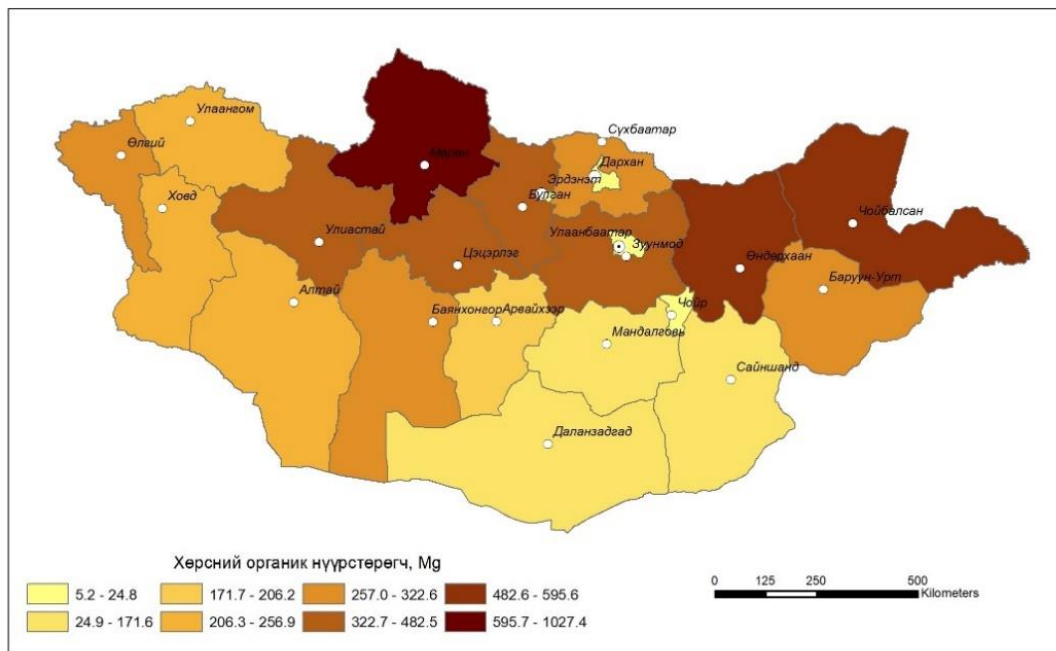 Улаангом
Өлгий
Сүхбаатар
Мөрөн
Дархан
Эрдэнэт
Ховд
Булган
Чойбалсан
Улиастай
Улаанбаатар
Зуунмод
Цэцэрлэг
Өндөрхаан
Баруун-Урт
Алтай
Баянхонгор
Арвайхээр
Чойр
Мандалговь
Сайншанд
Даланзадгад
Хөрсний органик нүүрстөрөгч, Mg
5.2 - 24.8
171.7 - 206.2
257.0 - 322.6
482.6 - 595.6
24.9 - 171.6
206.3 - 256.9
322.7 - 482.5
595.7 - 1027.4
0 125 250 500
Kilometers